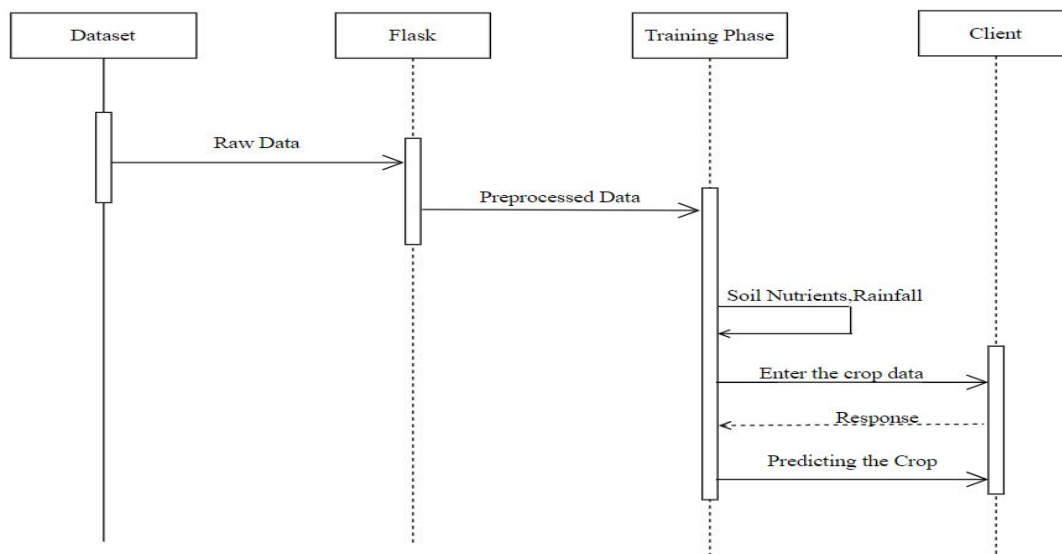 Dataset
Flask
Training Phase
Client
Raw Data
Preprocessed Data
Soil Nutrients,Rainfall
Enter the crop data
Response
Predicting the Crop